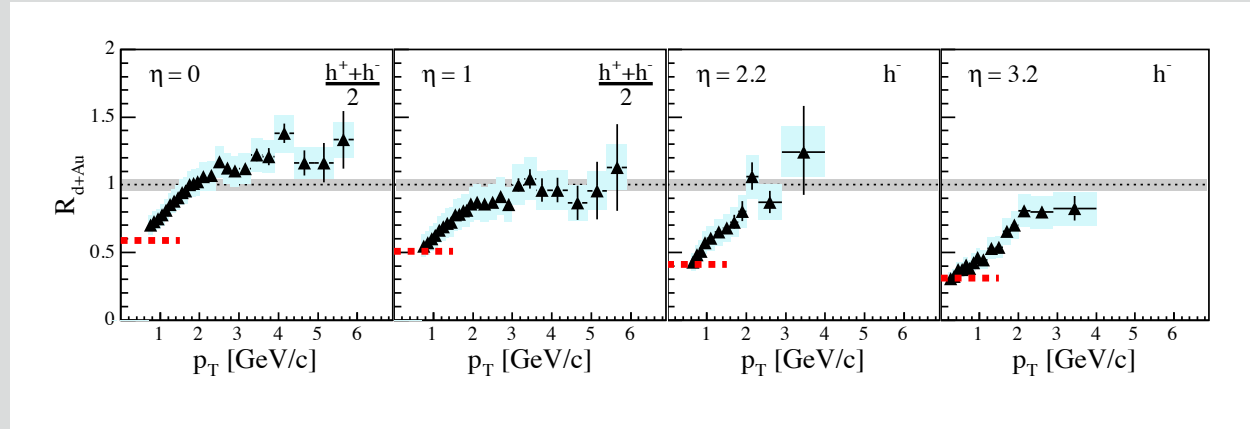 2
1.5
1
0.5
0
R_{d+Au}
η = 0
h⁺+h⁻
2
1 2 3 4 5 6
p_T [GeV/c]
η = 1
h⁺+h⁻
2
1 2 3 4 5 6
p_T [GeV/c]
η = 2.2
h⁻
1 2 3 4 5 6
p_T [GeV/c]
η = 3.2
h⁻
1 2 3 4 5 6
p_T [GeV/c]